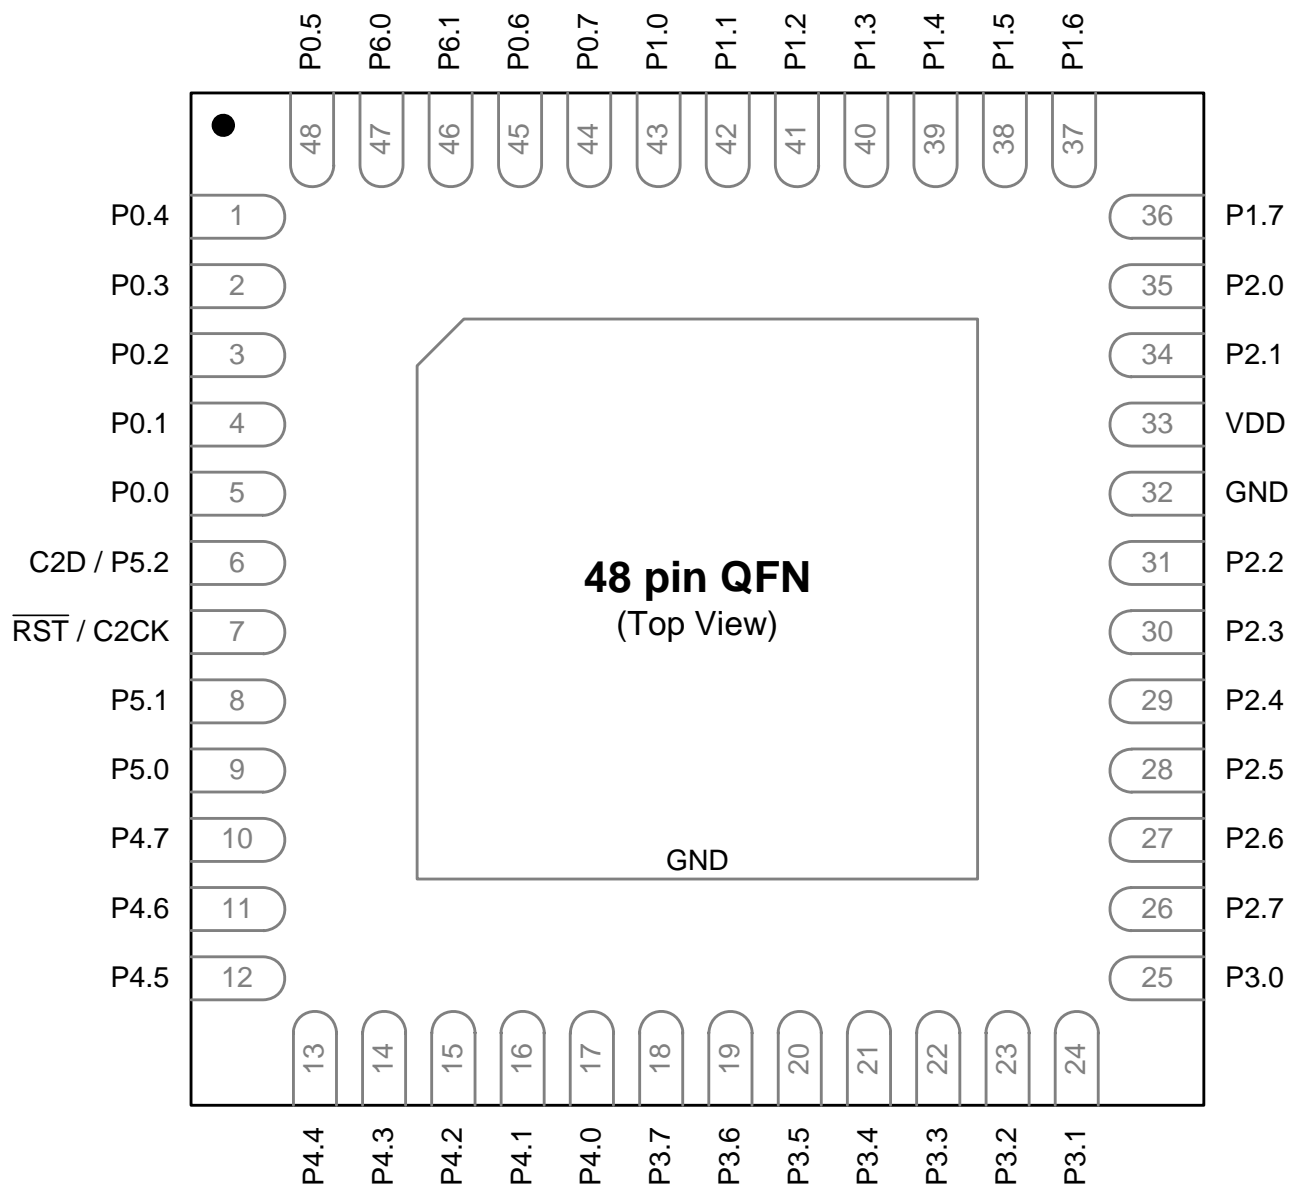 P0.5 P6.0 P6.1 P0.6 P0.7 P1.0 P1.1 P1.2 P1.3 P1.4 P1.5 P1.6
48 47 46 45 44 43 42 41 40 39 38 37
P0.4 1 36 P1.7
P0.3 2 35 P2.0
P0.2 3 34 P2.1
P0.1 4 33 VDD
P0.0 5 32 GND
C2D / P5.2 6 31 P2.2
48 pin QFN
(Top View)
RST / C2CK 7 30 P2.3
P5.1 8 29 P2.4
P5.0 9 28 P2.5
P4.7 10 27 P2.6
GND
P4.6 11 26 P2.7
P4.5 12 25 P3.0
13 14 15 16 17 18 19 20 21 22 23 24
P4.4 P4.3 P4.2 P4.1 P4.0 P3.7 P3.6 P3.5 P3.4 P3.3 P3.2 P3.1